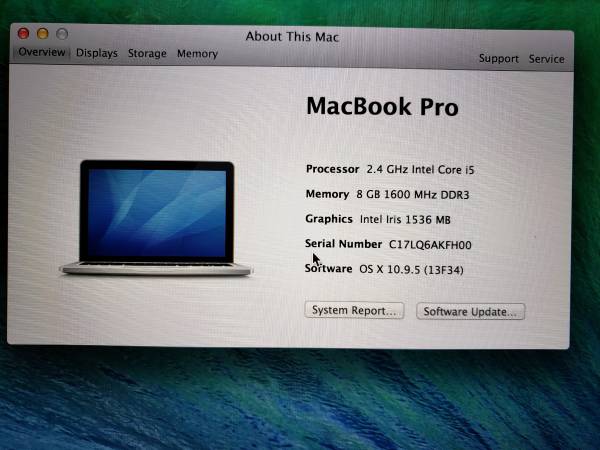 About This Mac
Overview Displays Storage Memory Support Service
MacBook Pro
Processor 2.4 GHz Intel Core i5
Memory 8 GB 1600 MHz DDR3
Graphics Intel Iris 1536 MB
Serial Number C17LQ6AKFH00
Software OS X 10.9.5 (13F34)
System Report... Software Update...